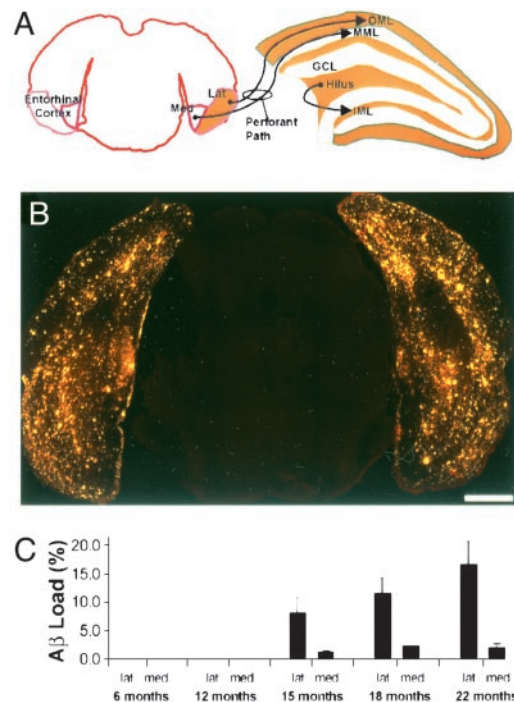 A
OML
MML
GCL
Lat
Entorhinal
Cortex
Med
Hilus
IML
Perforant
Path
B
C
Aβ Load (%)
20.0
15.0
10.0
5.0
0.0
lat med lat med lat med lat med lat med
6 months 12 months 15 months 18 months 22 months